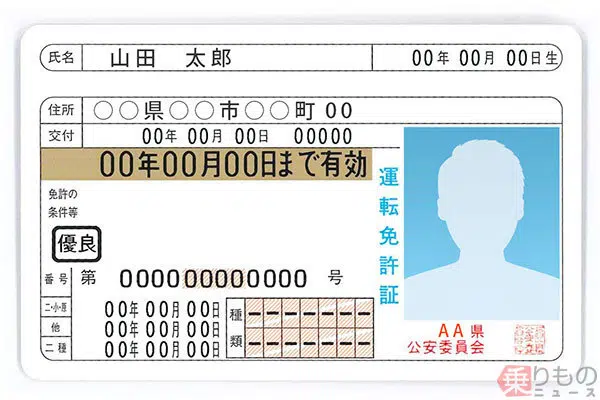 氏名 山田 太郎 00年 00月 00日生
住所 ○○県○○市○○町 00
交付 00年 00月 00日 00000
00年00月00日まで有効
免許の
条件等
優良
番号 第 000000000000 号
二・小・原 00年 00月 00日
他 00年 00月 00日
二種 00年 00月 00日
種類
運転免許証
AA県
公安委員会
乗りもの
ニュース